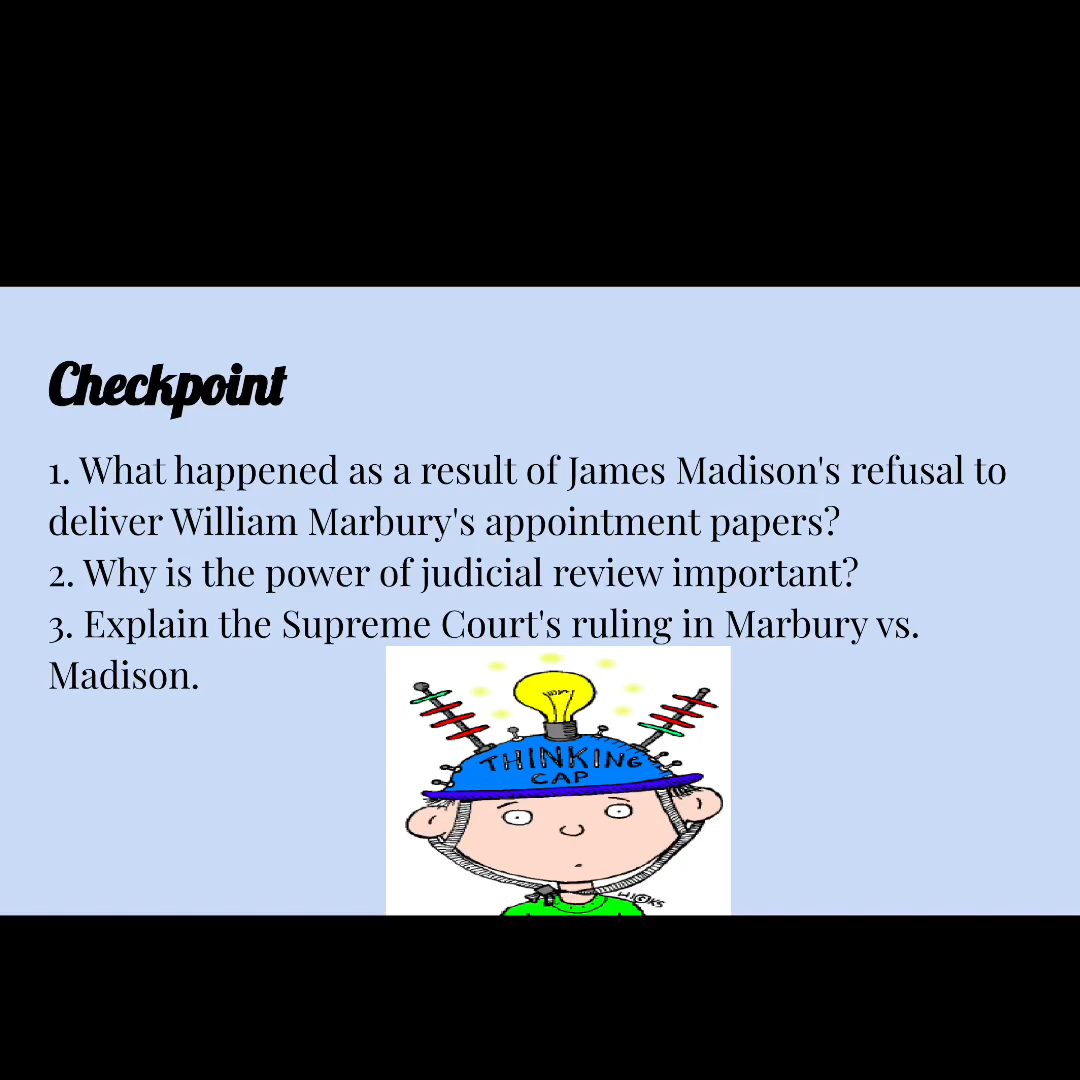 Checkpoint
1. What happened as a result of James Madison's refusal to
deliver William Marbury's appointment papers?
2. Why is the power of judicial review important?
3. Explain the Supreme Court's ruling in Marbury vs.
Madison.
THINKING
CAP
HICKS